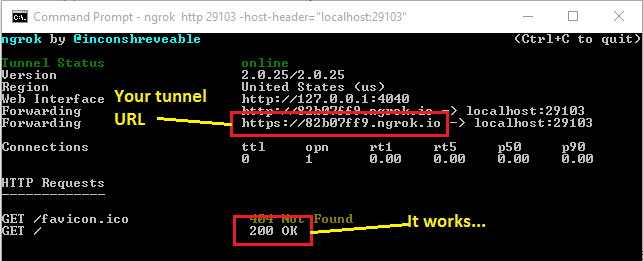 Command Prompt - ngrok  http 29103 -host-header="localhost:29103"
ngrok by @inconshreveable (Ctrl+C to quit)
Tunnel Status online
Version 2.0.25/2.0.25
Region United States (us)
Web Interface http://127.0.0.1:4040
Forwarding http://82b07ff9.ngrok.io -> localhost:29103
Forwarding https://82b07ff9.ngrok.io -> localhost:29103
Your tunnel
URL
Connections ttl opn rt1 rt5 p50 p90
0 1 0.00 0.00 0.00 0.00
HTTP Requests
-------------
GET /favicon.ico 404 Not Found
GET / 200 OK
It works...